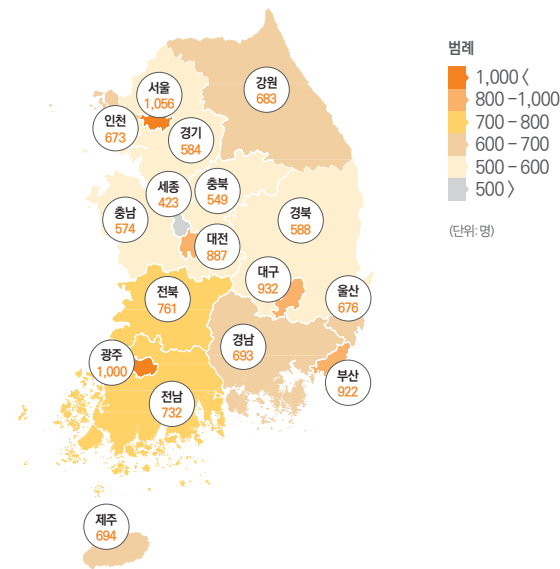 서울
1,056
인천
673
경기
584
강원
683
세종
423
충북
549
충남
574
대전
887
경북
588
대구
932
울산
676
전북
761
경남
693
광주
1,000
부산
922
전남
732
제주
694
범례
1,000〈
800 – 1,000
700 – 800
600 – 700
500 – 600
500 〉
(단위: 명)